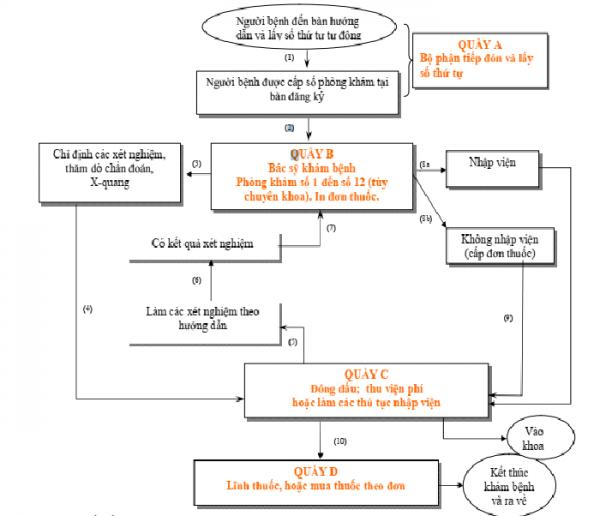 Người bệnh đến bàn hướng
dẫn và lấy số thứ tư tự động
QUẦY A
Bộ phận tiếp đón và lấy
số thứ tự
(1)
Người bệnh được cấp số phòng khám tại
bàn đăng ký
(2)
Chỉ định các xét nghiệm,
thăm dò chẩn đoán,
X-quang
(3)
QUẦY B
Bác sỹ khám bệnh
Phòng khám số 1 đến số 12 (tùy
chuyên khoa). In đơn thuốc.
(8a
Nhập viện
(8b)
Không nhập viện
(cấp đơn thuốc)
(7)
Có kết quả xét nghiệm
(6)
(4)
Làm các xét nghiệm theo
hướng dẫn
(5)
(9)
QUẦY C
Đóng dấu; thu viện phí
hoặc làm các thủ tục nhập viện
(10)
Vào
khoa
QUẦY D
Lĩnh thuốc, hoặc mua thuốc theo đơn
Kết thúc
khám bệnh
và ra về